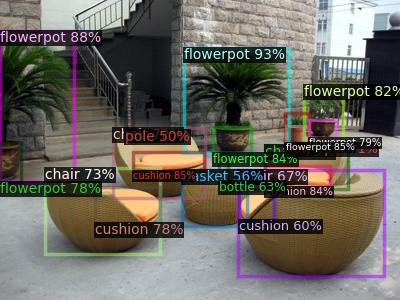 flowerpot 88%
flowerpot 93%
flowerpot 82%
pole 50%
flowerpot 79%
flowerpot 85%
flowerpot 84%
chair 73%
cushion 85%
asket 56%
ir 67%
flowerpot 78%
bottle 63%
ion 84%
cushion 78%
cushion 60%